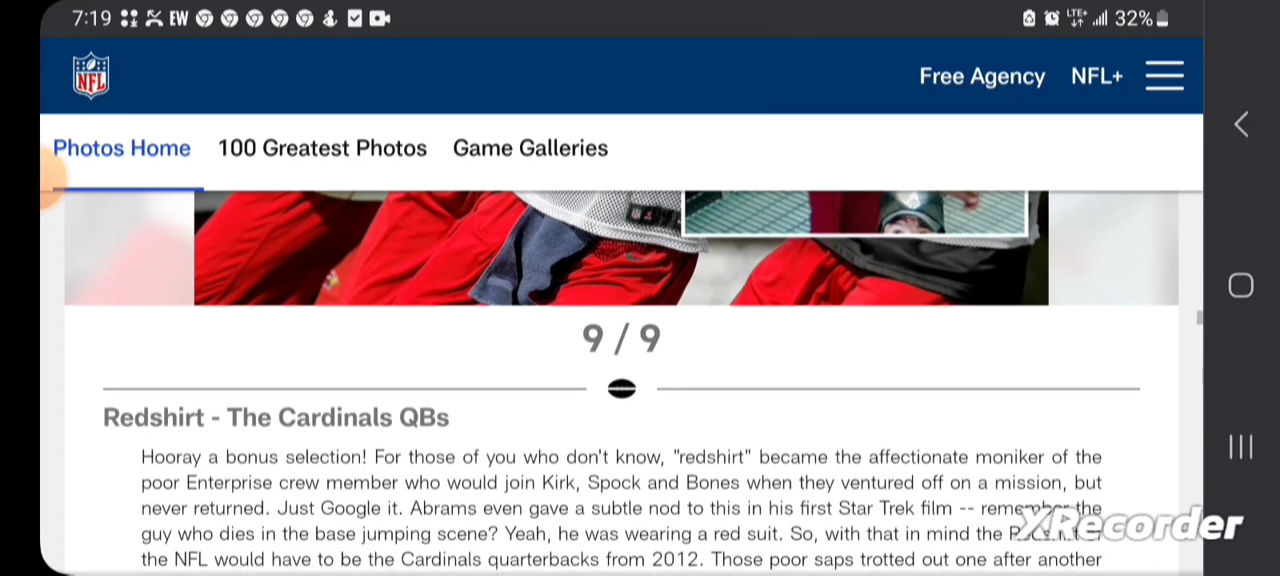 7:19 EW LTE+ 32%
NFL Free Agency NFL+
Photos Home 100 Greatest Photos Game Galleries
9 / 9
Redshirt - The Cardinals QBs
Hooray a bonus selection! For those of you who don't know, "redshirt" became the affectionate moniker of the
poor Enterprise crew member who would join Kirk, Spock and Bones when they ventured off on a mission, but
never returned. Just Google it. Abrams even gave a subtle nod to this in his first Star Trek film -- remember the
guy who dies in the base jumping scene? Yeah, he was wearing a red suit. So, with that in mind the
XRecorder
the NFL would have to be the Cardinals quarterbacks from 2012. Those poor saps trotted out one after another